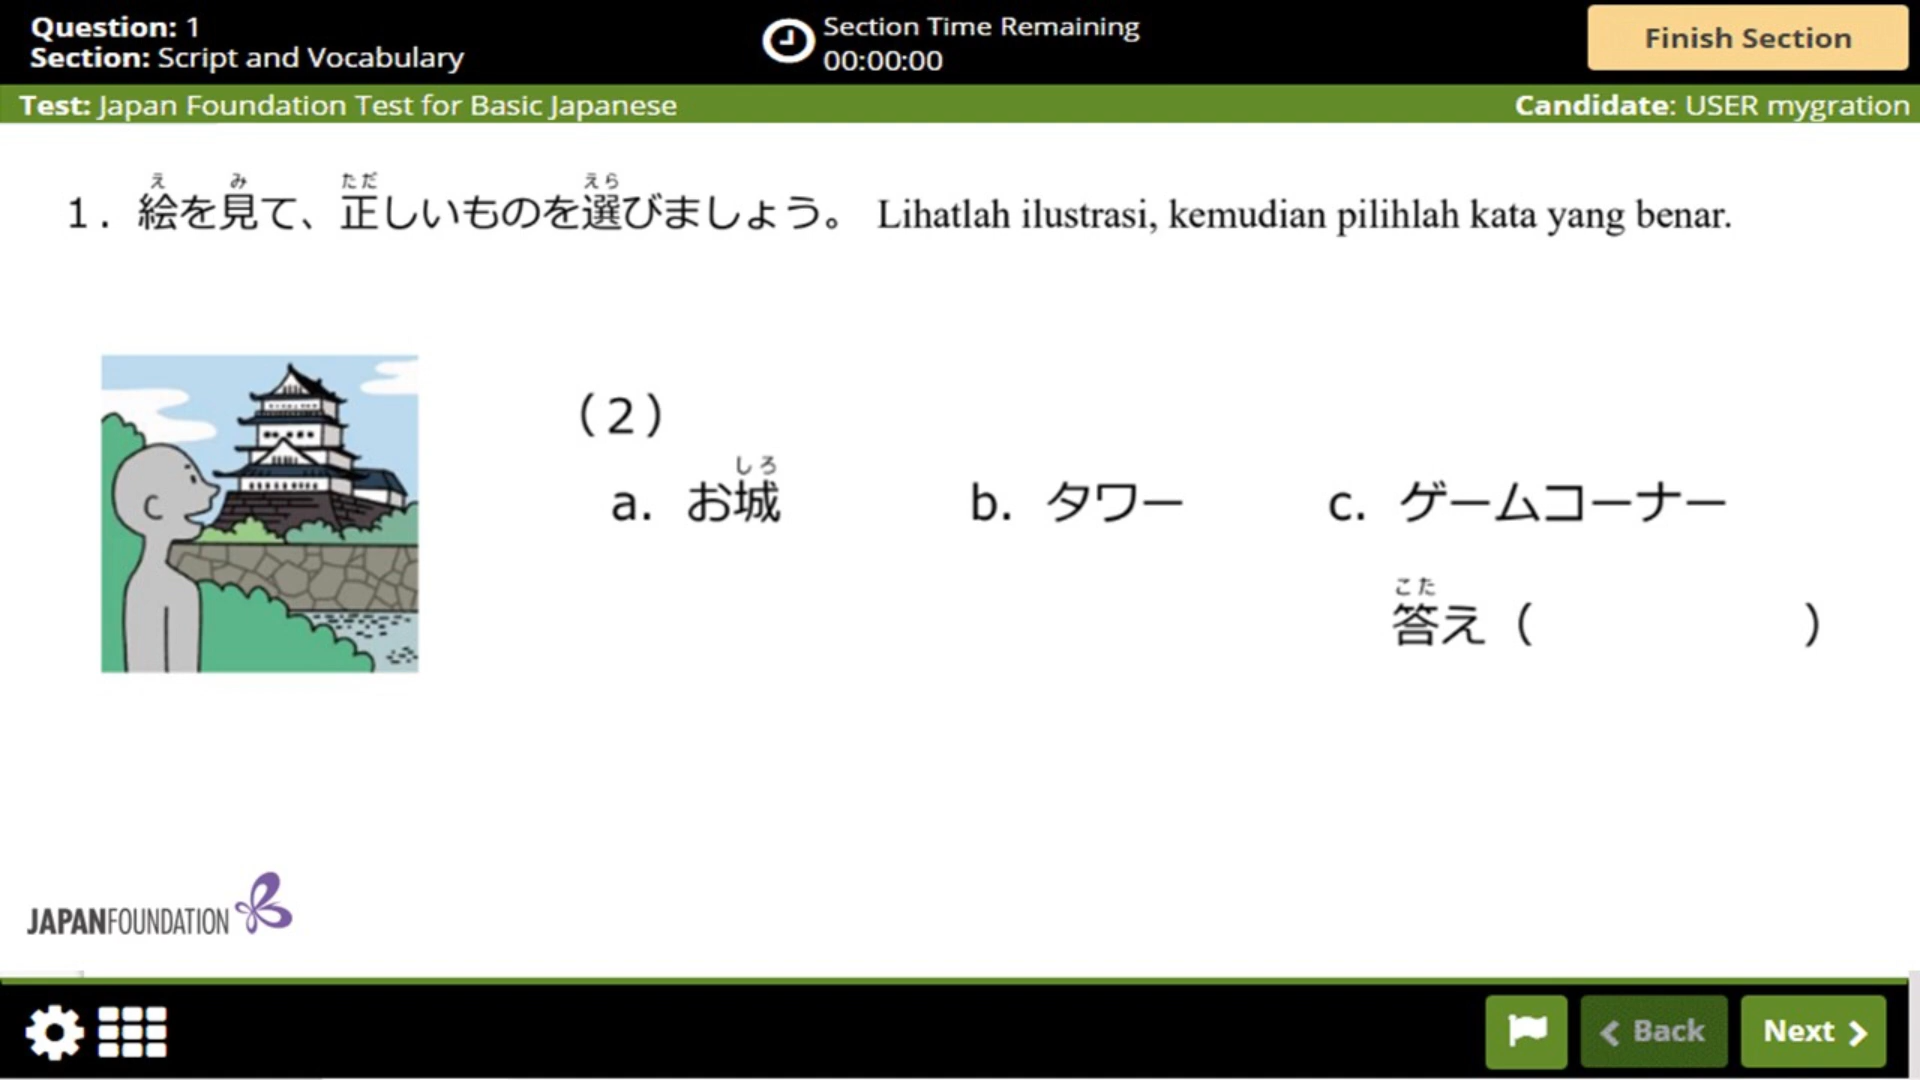 Question: 1
Section: Script and Vocabulary
Section Time Remaining
00:00:00
Finish Section
Test: Japan Foundation Test for Basic Japanese
Candidate: USER mygration
え み ただ えら
1. 絵を見て、正しいものを選びましょう。 Lihatlah ilustrasi, kemudian pilihlah kata yang benar.
(2)
しろ
a. お城 b. タワー c. ゲームコーナー
こた
答え ( )
JAPANFOUNDATION
Back
Next